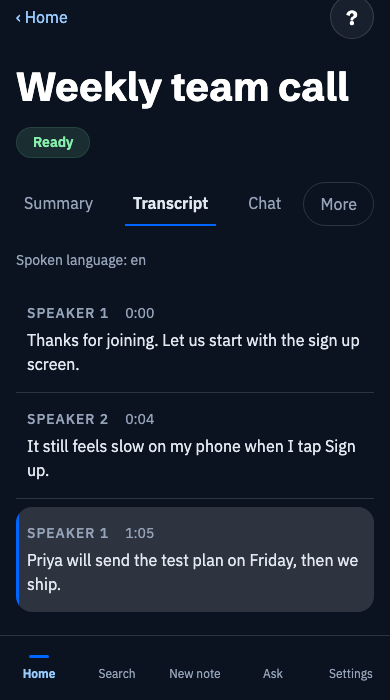 ‹ Home
?
Weekly team call
Ready
Summary Transcript Chat More
Spoken language: en
SPEAKER 1 0:00
Thanks for joining. Let us start with the sign up
screen.
SPEAKER 2 0:04
It still feels slow on my phone when I tap Sign
up.
SPEAKER 1 1:05
Priya will send the test plan on Friday, then we
ship.
Home Search New note Ask Settings